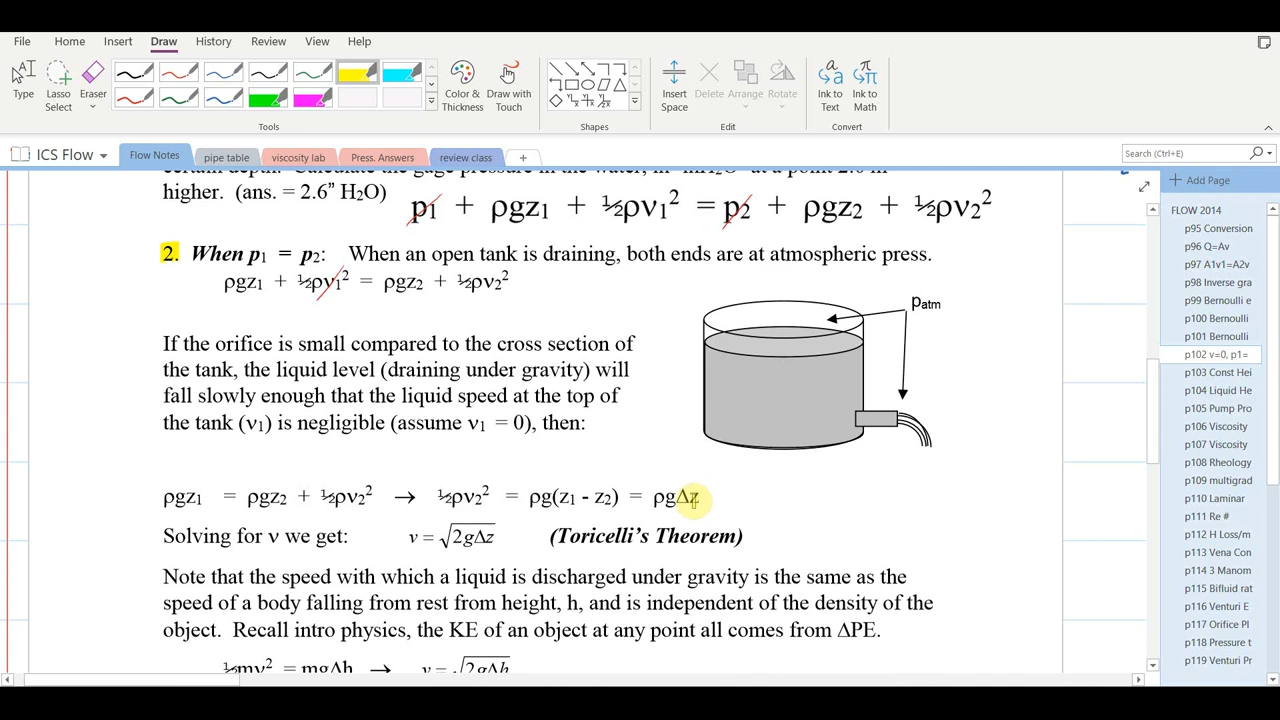 File Home Insert Draw History Review View Help
Type Lasso Select Eraser Color & Thickness Draw with Touch Insert Space Delete Arrange Rotate Ink to Text Ink to Math
Tools Shapes Edit Convert
ICS Flow Flow Notes pipe table viscosity lab Press. Answers review class + Search (Ctrl+E)
higher. (ans. = 2.6" H₂O)
p₁ + ρgz₁ + ½ρv₁² = p₂ + ρgz₂ + ½ρv₂²
2. When p₁ = p₂: When an open tank is draining, both ends are at atmospheric press.
ρgz₁ + ½ρv₁² = ρgz₂ + ½ρv₂²
patm
If the orifice is small compared to the cross section of
the tank, the liquid level (draining under gravity) will
fall slowly enough that the liquid speed at the top of
the tank (v₁) is negligible (assume v₁ = 0), then:
ρgz₁ = ρgz₂ + ½ρv₂² → ½ρv₂² = ρg(z₁ - z₂) = ρgΔz
Solving for v we get: v = √2gΔz (Toricelli's Theorem)
Note that the speed with which a liquid is discharged under gravity is the same as the
speed of a body falling from rest from height, h, and is independent of the density of the
object. Recall intro physics, the KE of an object at any point all comes from ΔPE.
½mv² = mgΔh → v = √2gΔh
Add Page
FLOW 2014
p95 Conversion
p96 Q=Av
p97 A1v1=A2v
p98 Inverse gra
p99 Bernoulli e
p100 Bernoulli
p101 Bernoulli
p102 v=0, p1=
p103 Const Hei
p104 Liquid He
p105 Pump Pro
p106 Viscosity
p107 Viscosity
p108 Rheology
p109 multigrad
p110 Laminar
p111 Re #
p112 H Loss/m
p113 Vena Con
p114 3 Manom
p115 Bifluid rat
p116 Venturi E
p117 Orifice Pl
p118 Pressure t
p119 Venturi Pr